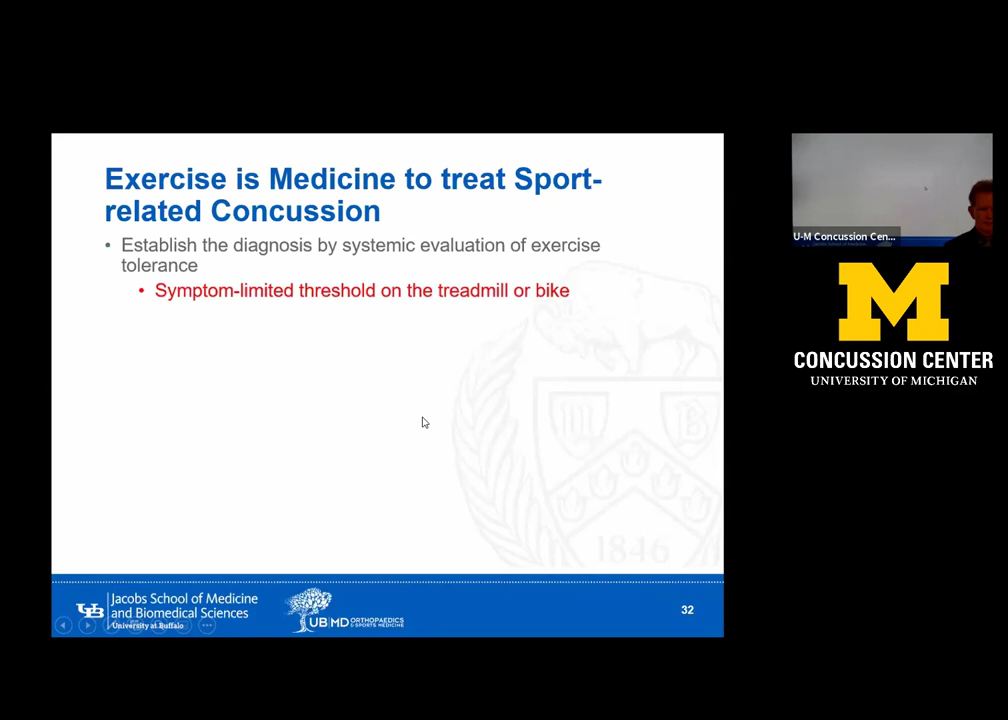 Exercise is Medicine to treat Sport-
related Concussion
• Establish the diagnosis by systemic evaluation of exercise
tolerance
• Symptom-limited threshold on the treadmill or bike
1846
UB
Jacobs School of Medicine
and Biomedical Sciences
University at Buffalo
UB|MD ORTHOPAEDICS
& SPORTS MEDICINE
32
U-M Concussion Cen...
M
CONCUSSION CENTER
UNIVERSITY OF MICHIGAN